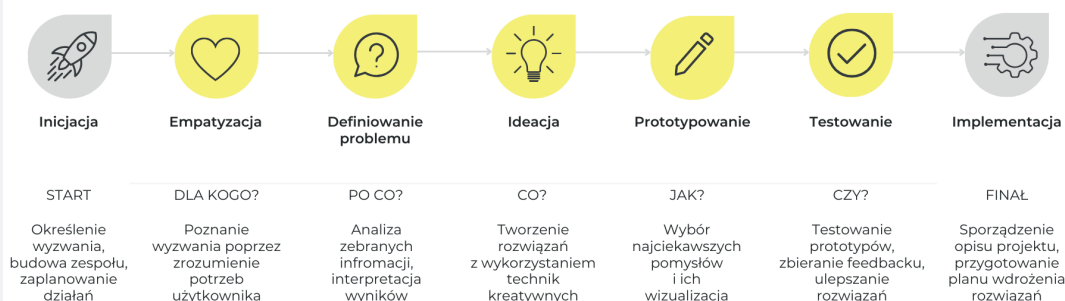 Inicjacja
Empatyzacja
Definiowanie
problemu
Ideacja
Prototypowanie
Testowanie
Implementacja
START
Określenie
wyzwania,
budowa zespołu,
zaplanowanie
działań
DLA KOGO?
Poznanie
wyzwania poprzez
zrozumienie
potrzeb
użytkownika
PO CO?
Analiza
zebranych
infromacji,
interpretacja
wyników
CO?
Tworzenie
rozwiązań
z wykorzystaniem
technik
kreatywnych
JAK?
Wybór
najciekawszych
pomysłów
i ich
wizualizacja
CZY?
Testowanie
prototypów,
zbieranie feedbacku,
ulepszanie
rozwiązań
FINAŁ
Sporządzenie
opisu projektu,
przygotowanie
planu wdrożenia
rozwiązań